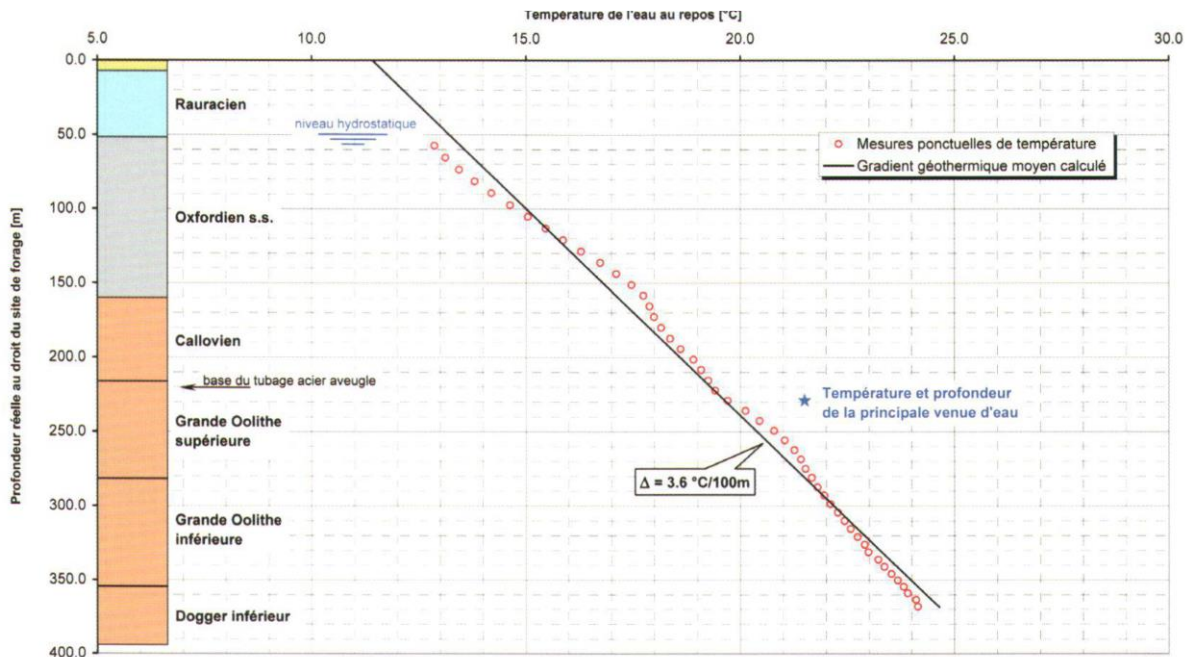 Température de l'eau au repos [°C]
5.0 10.0 15.0 20.0 25.0 30.0
Profondeur réelle au droit du site de forage [m]
0.0
50.0
100.0
150.0
200.0
250.0
300.0
350.0
400.0
Rauracien
niveau hydrostatique
Mesures ponctuelles de température
Gradient géothermique moyen calculé
Oxfordien s.s.
Callovien
base du tubage acier aveugle
Température et profondeur
de la principale venue d'eau
Grande Oolithe
supérieure
Δ = 3.6 °C/100m
Grande Oolithe
inférieure
Dogger inférieur